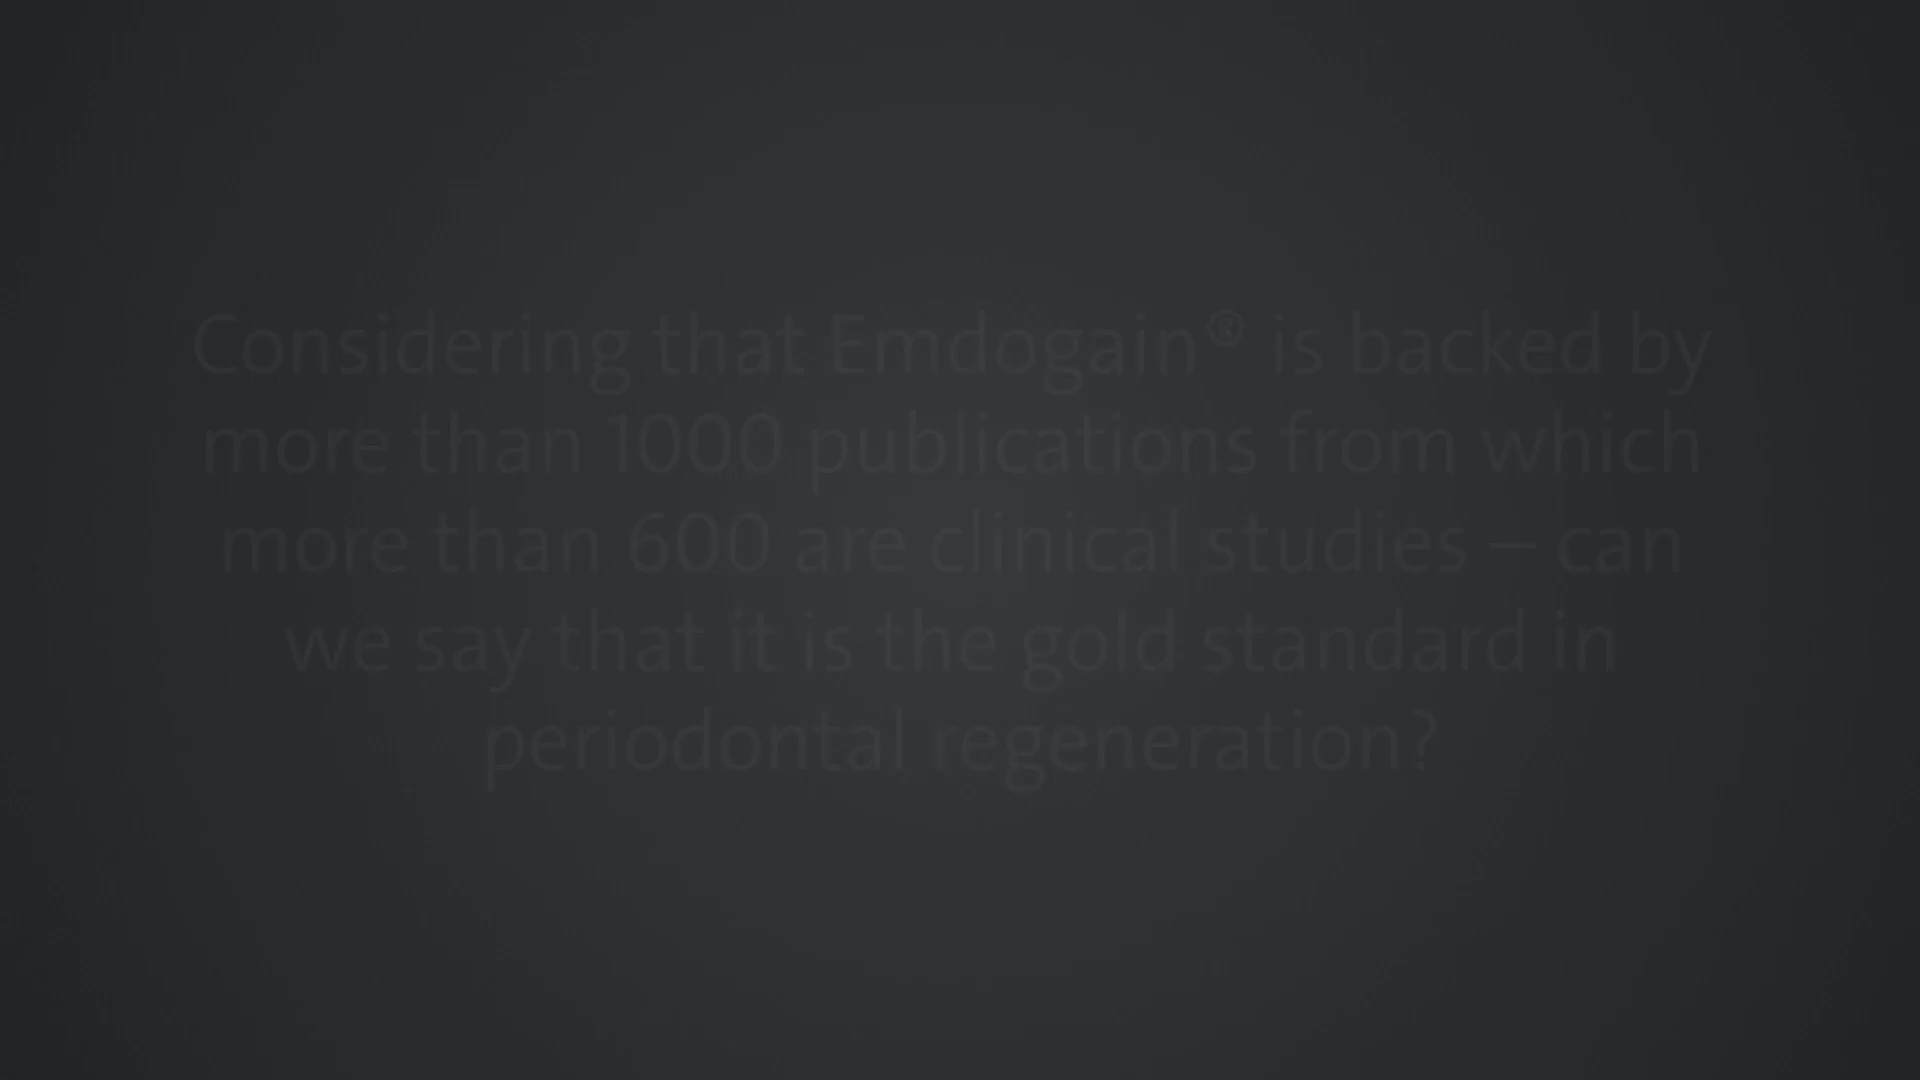 Considering that Emdogain® is backed by
more than 1000 publications from which
more than 600 are clinical studies – can
we say that it is the gold standard in
periodontal regeneration?